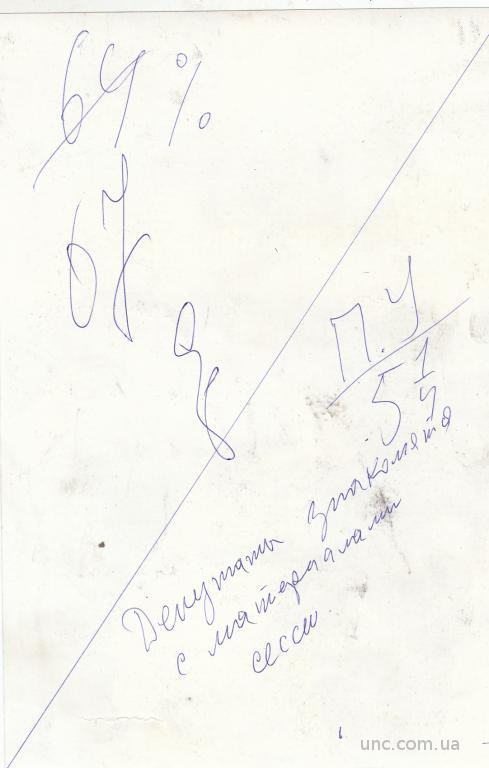 64 %
67
П.У
5 1/4
Депутаты знакомятся
с материалами
сессии.
unc.com.ua